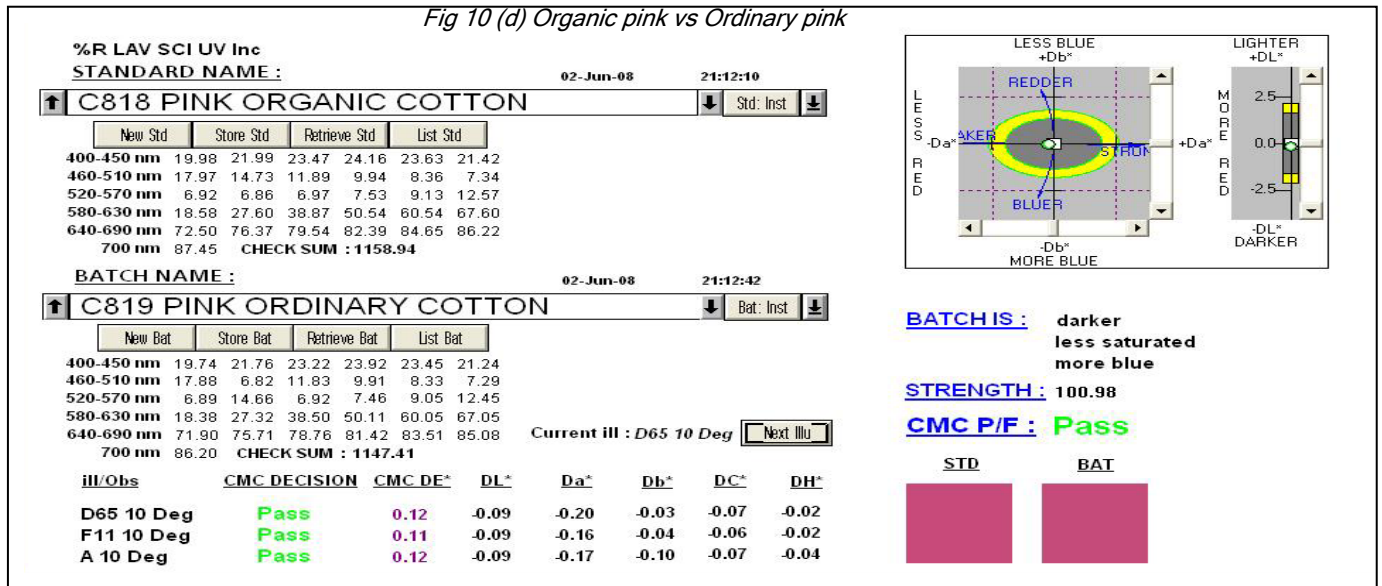 Fig 10 (d) Organic pink vs Ordinary pink
%R LAV SCI UV Inc
STANDARD NAME : 02-Jun-08 21:12:10
C818 PINK ORGANIC COTTON Std: Inst
New Std Store Std Retrieve Std List Std
400-450 nm 19.98 21.99 23.47 24.16 23.63 21.42
460-510 nm 17.97 14.73 11.89 9.94 8.36 7.34
520-570 nm 6.92 6.86 6.97 7.53 9.13 12.57
580-630 nm 18.58 27.60 38.87 50.54 60.54 67.60
640-690 nm 72.50 76.37 79.54 82.39 84.65 86.22
700 nm 87.45 CHECK SUM : 1158.94
BATCH NAME : 02-Jun-08 21:12:42
C819 PINK ORDINARY COTTON Bat: Inst
New Bat Store Bat Retrieve Bat List Bat
400-450 nm 19.74 21.76 23.22 23.92 23.45 21.24
460-510 nm 17.88 6.82 11.83 9.91 8.33 7.29
520-570 nm 6.89 14.66 6.92 7.46 9.05 12.45
580-630 nm 18.38 27.32 38.50 50.11 60.05 67.05
640-690 nm 71.90 75.71 78.76 81.42 83.51 85.08
Current ill : D65 10 Deg Next Illu
700 nm 86.20 CHECK SUM : 1147.41
ill/Obs CMC DECISION CMC DE* DL* Da* Db* DC* DH*
D65 10 Deg Pass 0.12 -0.09 -0.20 -0.03 -0.07 -0.02
F11 10 Deg Pass 0.11 -0.09 -0.16 -0.04 -0.06 -0.02
A 10 Deg Pass 0.12 -0.09 -0.17 -0.10 -0.07 -0.04
LESS BLUE
+Db*
REDDER
LESS RED
-Da*
AKER
STRON
+Da*
MORE RED
BLUER
-Db*
MORE BLUE
LIGHTER
+DL*
2.5
0.0
-2.5
-DL*
DARKER
BATCH IS : darker
less saturated
more blue
STRENGTH : 100.98
CMC P/F : Pass
STD BAT